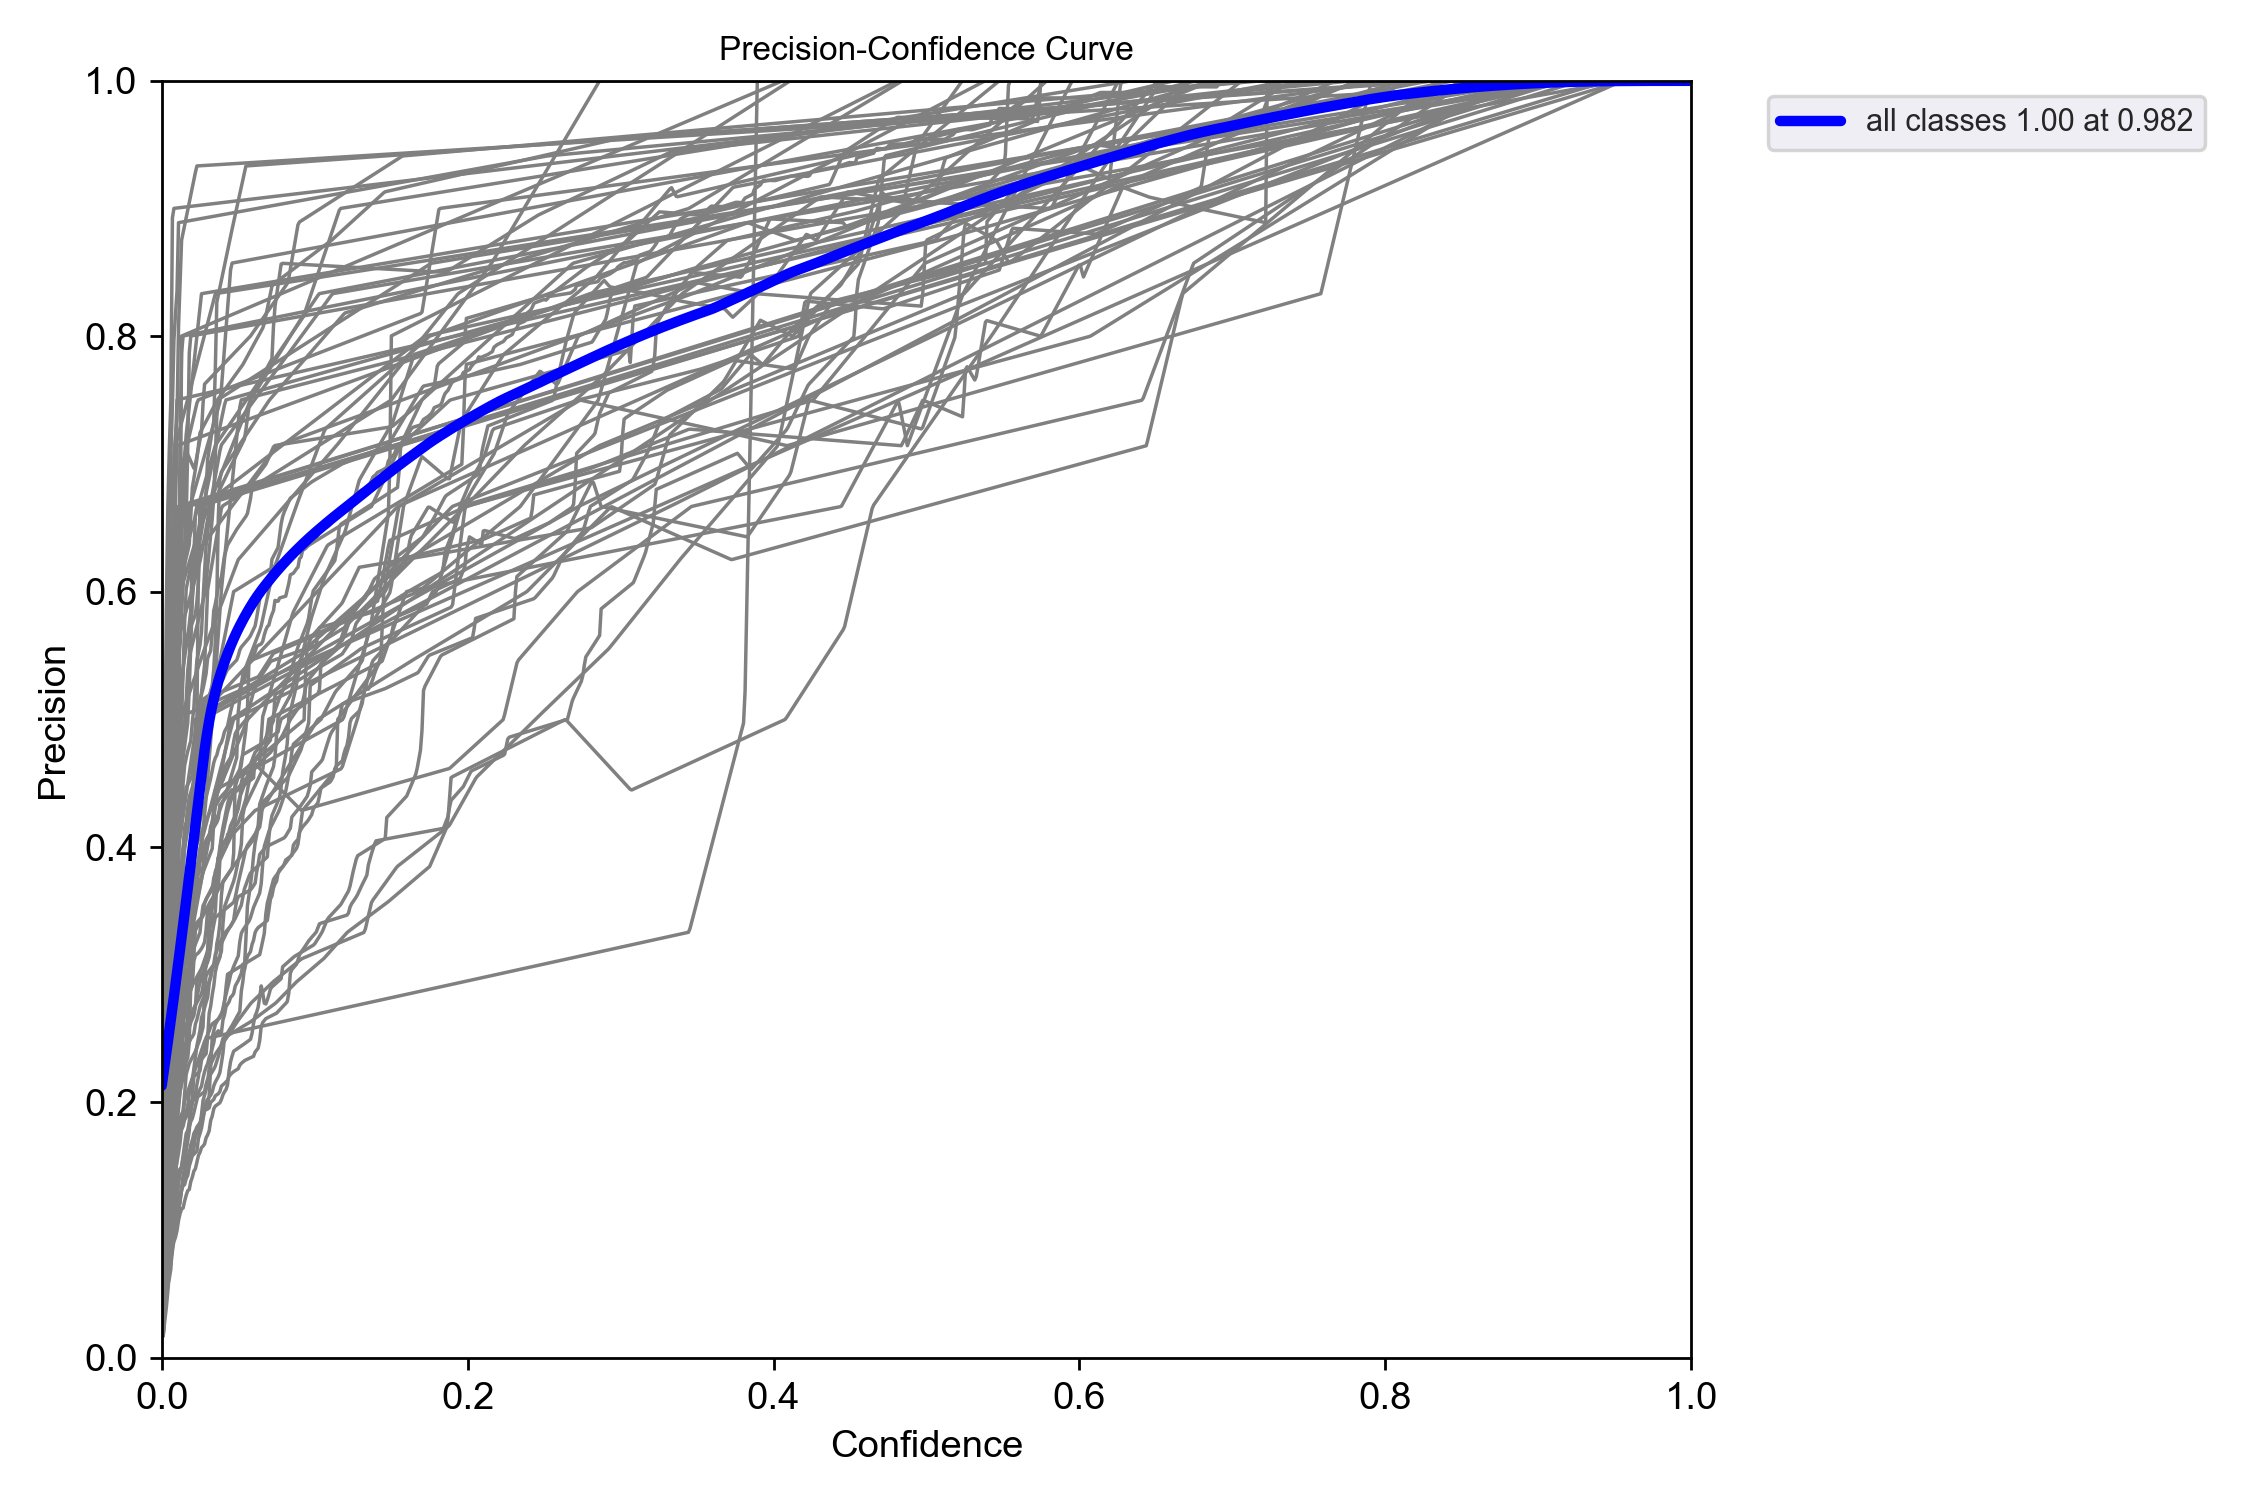 Precision-Confidence Curve
all classes 1.00 at 0.982
1.0
0.8
0.6
0.4
0.2
0.0
Precision
0.0 0.2 0.4 0.6 0.8 1.0
Confidence